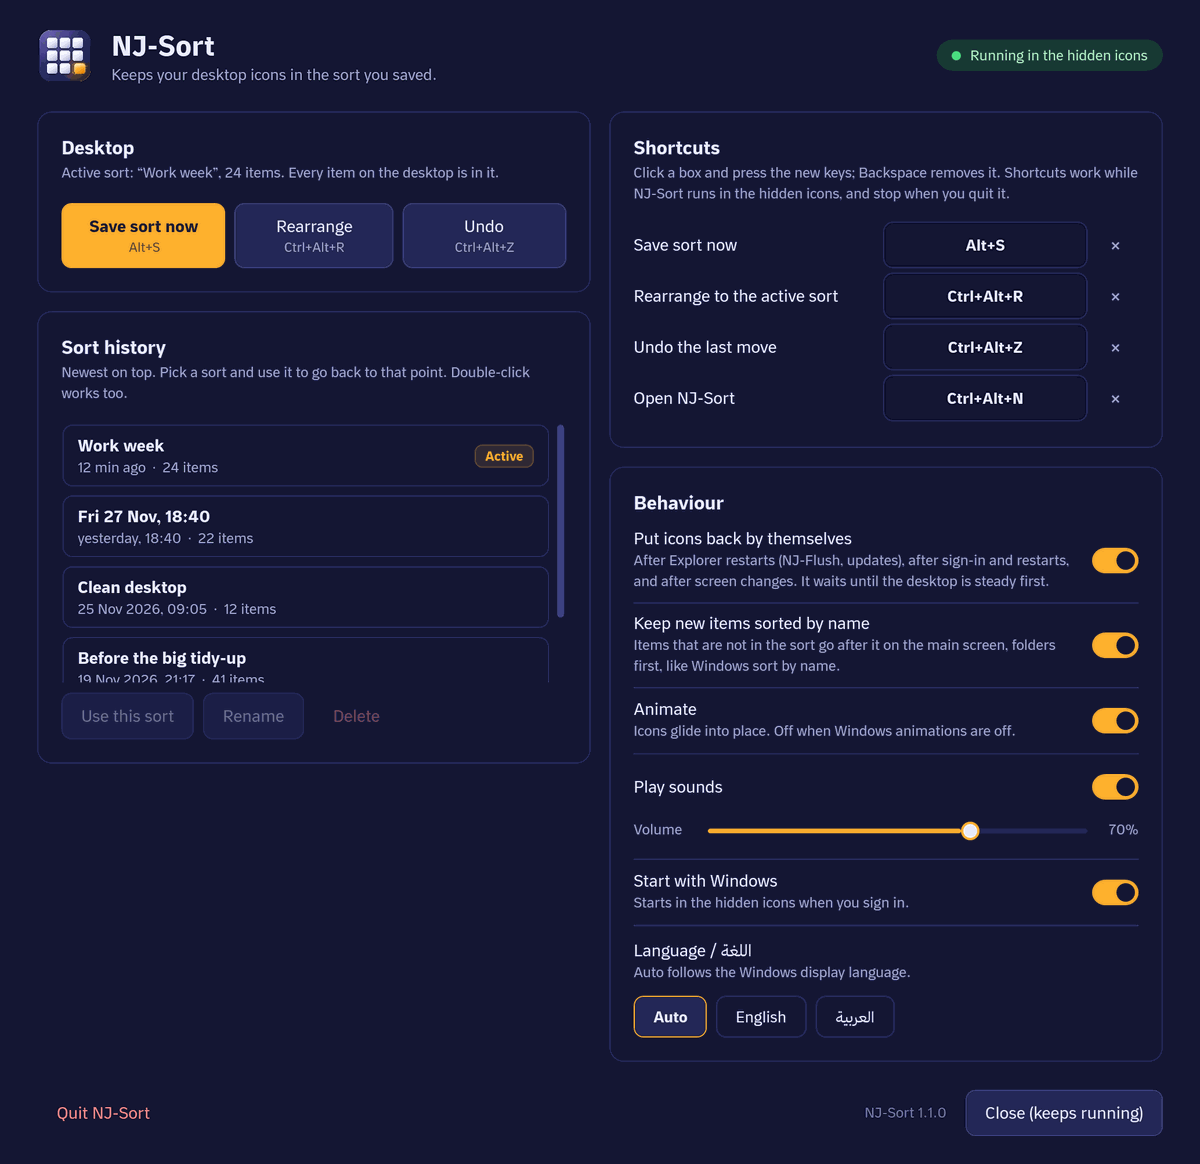 NJ-Sort
Keeps your desktop icons in the sort you saved.
Running in the hidden icons
Desktop
Active sort: “Work week”, 24 items. Every item on the desktop is in it.
Save sort now
Alt+S
Rearrange
Ctrl+Alt+R
Undo
Ctrl+Alt+Z
Sort history
Newest on top. Pick a sort and use it to go back to that point. Double-click
works too.
Work week
12 min ago · 24 items
Active
Fri 27 Nov, 18:40
yesterday, 18:40 · 22 items
Clean desktop
25 Nov 2026, 09:05 · 12 items
Before the big tidy-up
19 Nov 2026, 21:17 · 41 items
Use this sort
Rename
Delete
Shortcuts
Click a box and press the new keys; Backspace removes it. Shortcuts work while
NJ-Sort runs in the hidden icons, and stop when you quit it.
Save sort now
Alt+S
×
Rearrange to the active sort
Ctrl+Alt+R
×
Undo the last move
Ctrl+Alt+Z
×
Open NJ-Sort
Ctrl+Alt+N
×
Behaviour
Put icons back by themselves
After Explorer restarts (NJ-Flush, updates), after sign-in and restarts,
and after screen changes. It waits until the desktop is steady first.
Keep new items sorted by name
Items that are not in the sort go after it on the main screen, folders
first, like Windows sort by name.
Animate
Icons glide into place. Off when Windows animations are off.
Play sounds
Volume
70%
Start with Windows
Starts in the hidden icons when you sign in.
Language / اللغة
Auto follows the Windows display language.
Auto
English
العربية
Quit NJ-Sort
NJ-Sort 1.1.0
Close (keeps running)